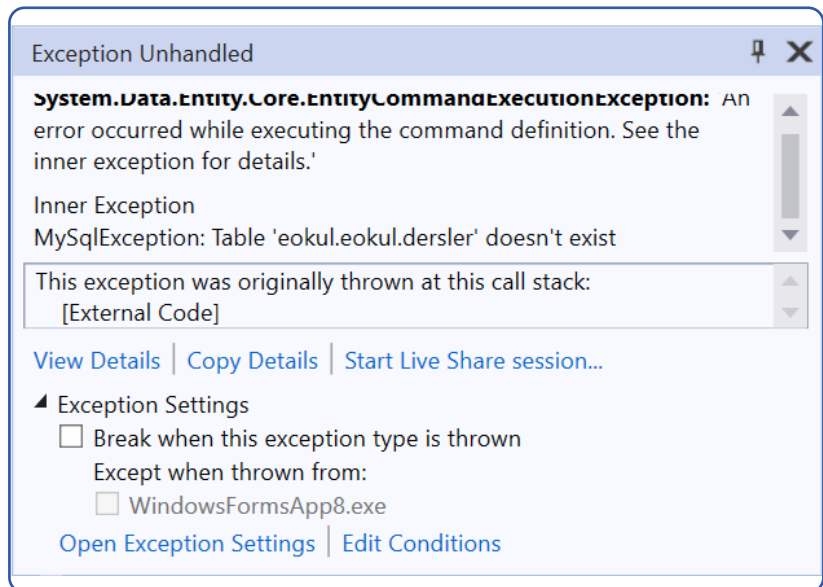 Exception Unhandled
System.Data.Entity.Core.EntityCommandExecutionException: 'An
error occurred while executing the command definition. See the
inner exception for details.'
Inner Exception
MySqlException: Table 'eokul.eokul.dersler' doesn't exist
This exception was originally thrown at this call stack:
[External Code]
View Details | Copy Details | Start Live Share session...
Exception Settings
Break when this exception type is thrown
Except when thrown from:
WindowsFormsApp8.exe
Open Exception Settings | Edit Conditions